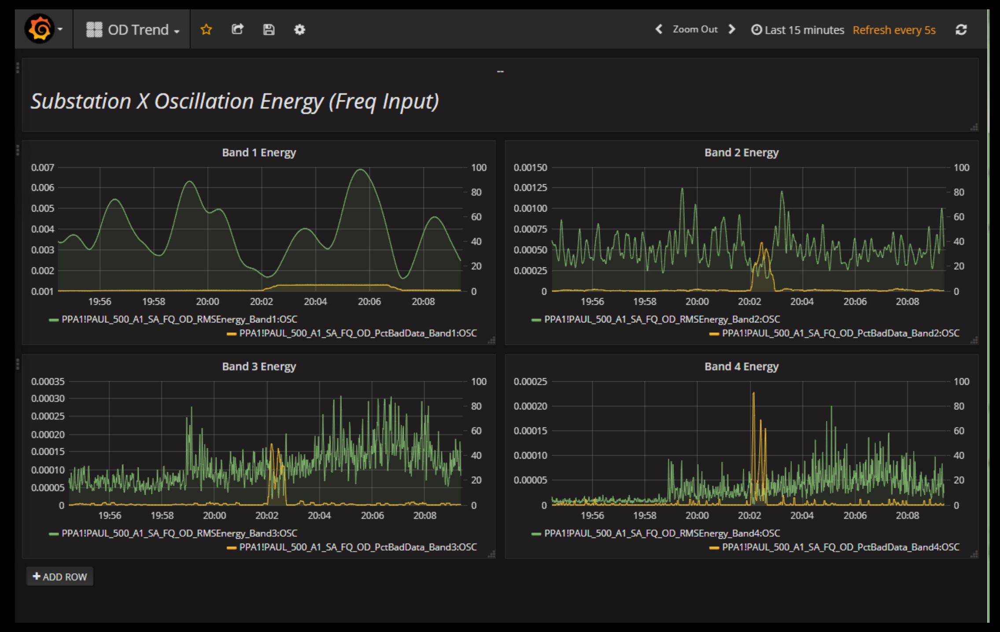 OD Trend
Zoom Out
Last 15 minutes Refresh every 5s
--
Substation X Oscillation Energy (Freq Input)
Band 1 Energy
0.007
0.006
0.005
0.004
0.003
0.002
0.001
100
80
60
40
20
0
19:56 19:58 20:00 20:02 20:04 20:06 20:08
PPA1!PAUL_500_A1_SA_FQ_OD_RMSEnergy_Band1:OSC
PPA1!PAUL_500_A1_SA_FQ_OD_PctBadData_Band1:OSC
Band 2 Energy
0.00150
0.00125
0.00100
0.00075
0.00050
0.00025
0
100
80
60
40
20
0
19:56 19:58 20:00 20:02 20:04 20:06 20:08
PPA1!PAUL_500_A1_SA_FQ_OD_RMSEnergy_Band2:OSC
PPA1!PAUL_500_A1_SA_FQ_OD_PctBadData_Band2:OSC
Band 3 Energy
0.00035
0.00030
0.00025
0.00020
0.00015
0.00010
0.00005
0
100
80
60
40
20
0
19:56 19:58 20:00 20:02 20:04 20:06 20:08
PPA1!PAUL_500_A1_SA_FQ_OD_RMSEnergy_Band3:OSC
PPA1!PAUL_500_A1_SA_FQ_OD_PctBadData_Band3:OSC
Band 4 Energy
0.00025
0.00020
0.00015
0.00010
0.00005
0
100
80
60
40
20
0
19:56 19:58 20:00 20:02 20:04 20:06 20:08
PPA1!PAUL_500_A1_SA_FQ_OD_RMSEnergy_Band4:OSC
PPA1!PAUL_500_A1_SA_FQ_OD_PctBadData_Band4:OSC
+ ADD ROW